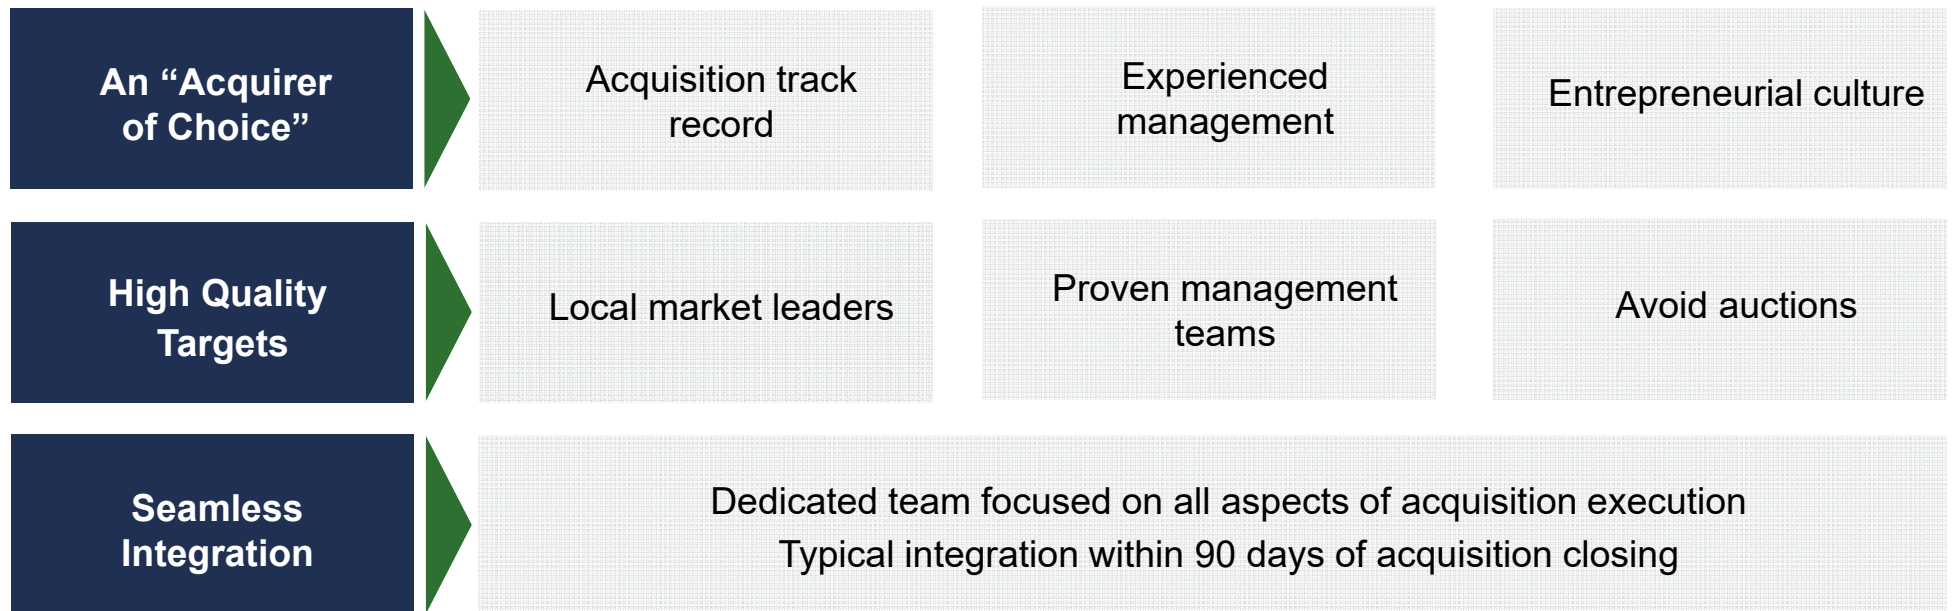 An “Acquirer
of Choice”
Acquisition track
record
Experienced
management
Entrepreneurial culture
High Quality
Targets
Local market leaders
Proven management
teams
Avoid auctions
Seamless
Integration
Dedicated team focused on all aspects of acquisition execution
Typical integration within 90 days of acquisition closing